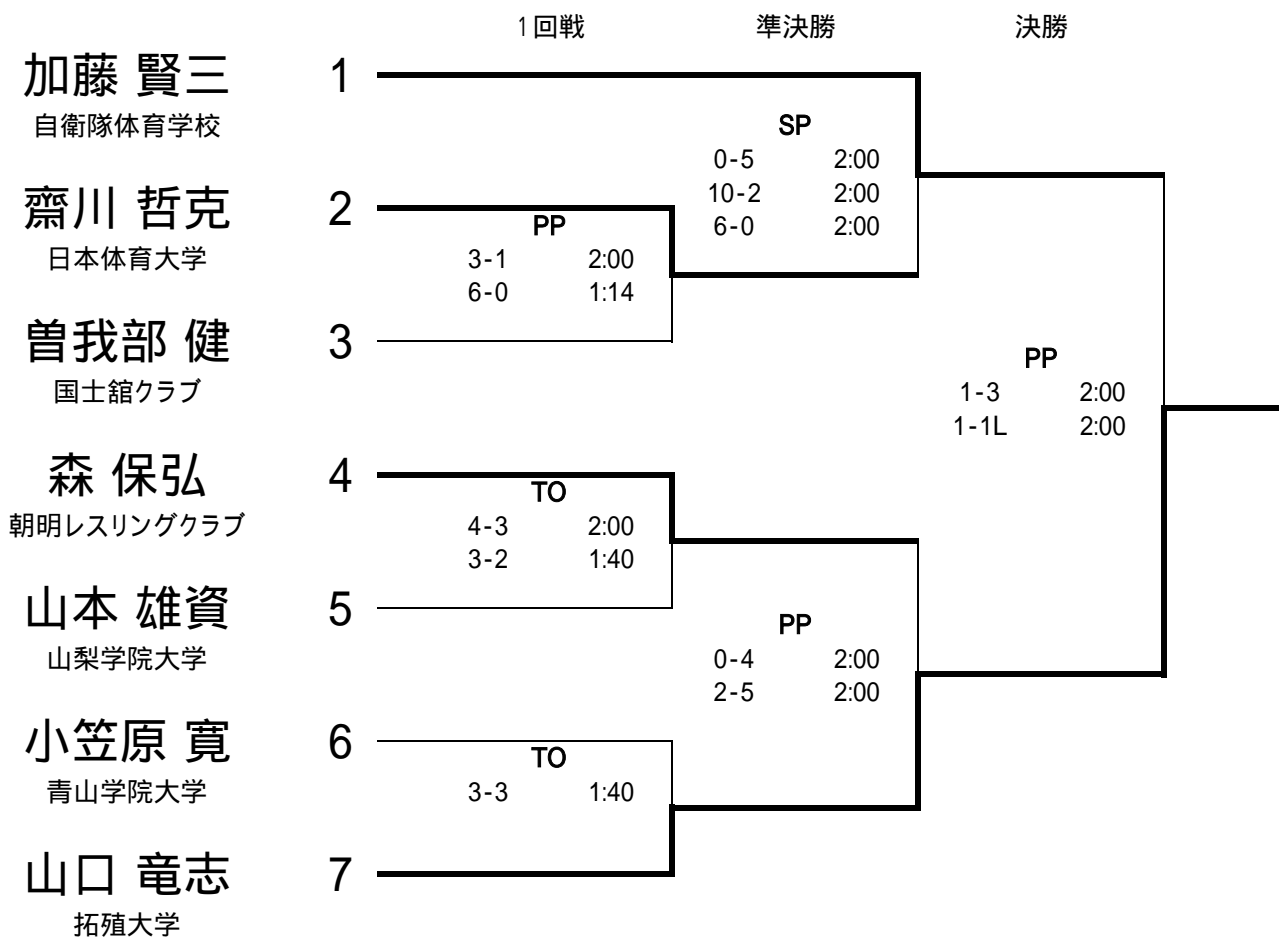 1回戦 準決勝 決勝
加藤 賢三 1
自衛隊体育学校
SP
0-5 2:00
10-2 2:00
6-0 2:00
齋川 哲克 2
日本体育大学
PP
3-1 2:00
6-0 1:14
曽我部 健 3
国士舘クラブ
PP
1-3 2:00
1-1L 2:00
森 保弘 4
朝明レスリングクラブ
TO
4-3 2:00
3-2 1:40
山本 雄資 5
山梨学院大学
PP
0-4 2:00
2-5 2:00
小笠原 寛 6
青山学院大学
TO
3-3 1:40
山口 竜志 7
拓殖大学